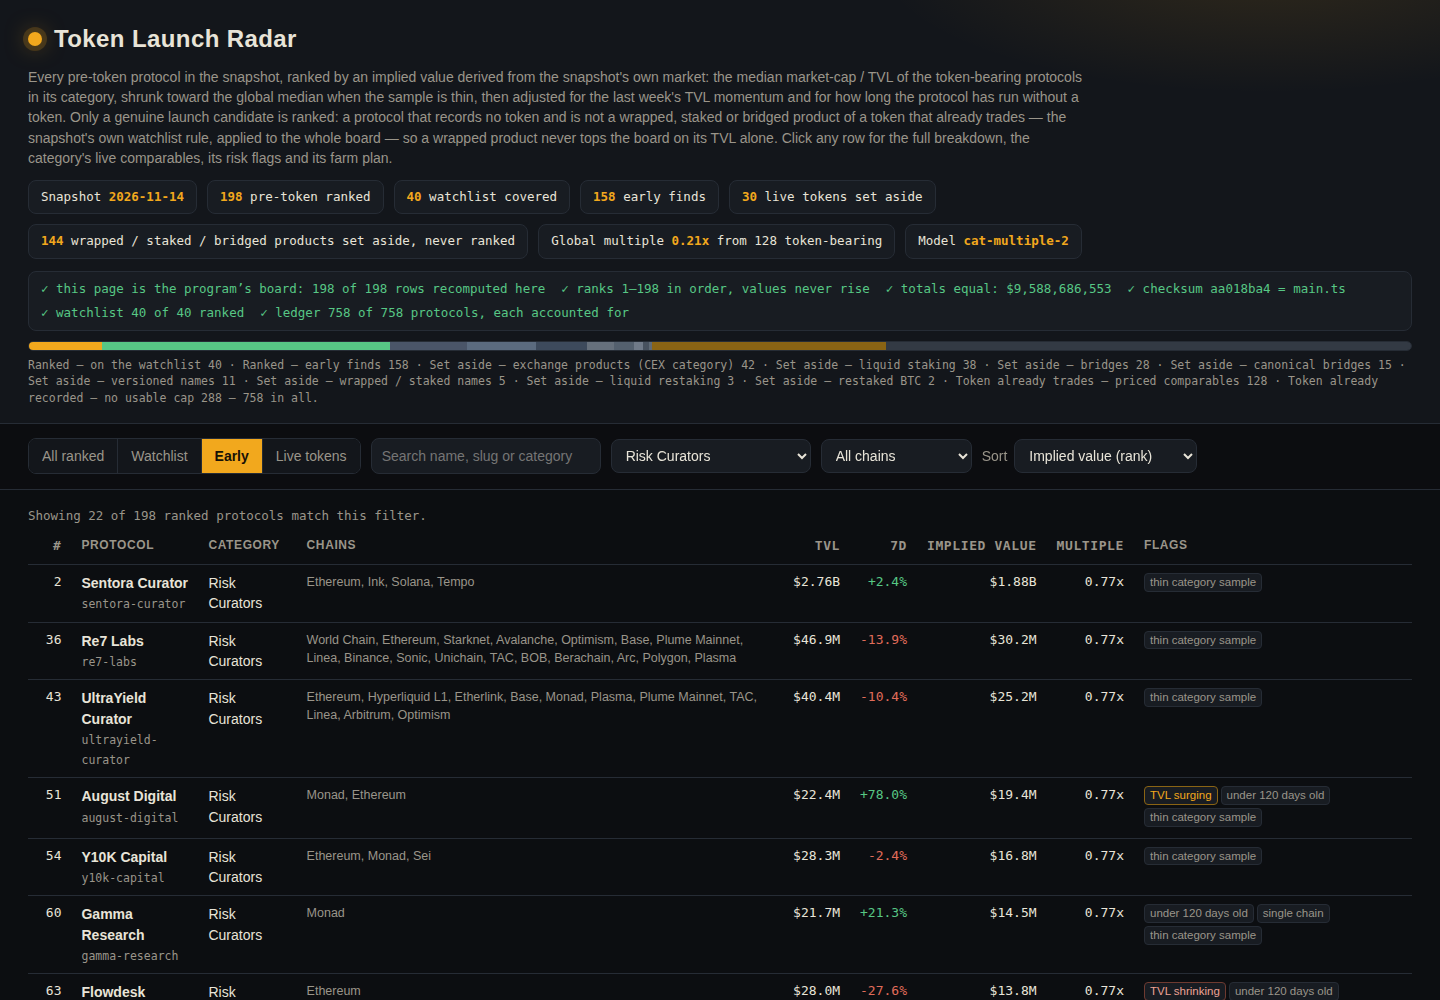 Token Launch Radar
Every pre-token protocol in the snapshot, ranked by an implied value derived from the snapshot's own market: the median market-cap / TVL of the token-bearing protocols
in its category, shrunk toward the global median when the sample is thin, then adjusted for the last week's TVL momentum and for how long the protocol has run without a
token. Only a genuine launch candidate is ranked: a protocol that records no token and is not a wrapped, staked or bridged product of a token that already trades — the
snapshot's own watchlist rule, applied to the whole board — so a wrapped product never tops the board on its TVL alone. Click any row for the full breakdown, the
category's live comparables, its risk flags and its farm plan.
Snapshot 2026-11-14
198 pre-token ranked
40 watchlist covered
158 early finds
30 live tokens set aside
144 wrapped / staked / bridged products set aside, never ranked
Global multiple 0.21x from 128 token-bearing
Model cat-multiple-2
✓ this page is the program’s board: 198 of 198 rows recomputed here ✓ ranks 1–198 in order, values never rise ✓ totals equal: $9,588,686,553 ✓ checksum aa018ba4 = main.ts
✓ watchlist 40 of 40 ranked ✓ ledger 758 of 758 protocols, each accounted for
Ranked — on the watchlist 40 · Ranked — early finds 158 · Set aside — exchange products (CEX category) 42 · Set aside — liquid staking 38 · Set aside — bridges 28 · Set aside — canonical bridges 15 ·
Set aside — versioned names 11 · Set aside — wrapped / staked names 5 · Set aside — liquid restaking 3 · Set aside — restaked BTC 2 · Token already trades — priced comparables 128 · Token already
recorded — no usable cap 288 — 758 in all.
All ranked Watchlist Early Live tokens Search name, slug or category Risk Curators All chains Sort Implied value (rank)
Showing 22 of 198 ranked protocols match this filter.
# PROTOCOL CATEGORY CHAINS TVL 7D IMPLIED VALUE MULTIPLE FLAGS
2 Sentora Curator Risk Ethereum, Ink, Solana, Tempo $2.76B +2.4% $1.88B 0.77x thin category sample
sentora-curator Curators
36 Re7 Labs Risk World Chain, Ethereum, Starknet, Avalanche, Optimism, Base, Plume Mainnet, $46.9M -13.9% $30.2M 0.77x thin category sample
re7-labs Curators Linea, Binance, Sonic, Unichain, TAC, BOB, Berachain, Arc, Polygon, Plasma
43 UltraYield Risk Ethereum, Hyperliquid L1, Etherlink, Base, Monad, Plasma, Plume Mainnet, TAC, $40.4M -10.4% $25.2M 0.77x thin category sample
Curator Curators Linea, Arbitrum, Optimism
ultrayield-
curator
51 August Digital Risk Monad, Ethereum $22.4M +78.0% $19.4M 0.77x TVL surging under 120 days old
august-digital Curators thin category sample
54 Y10K Capital Risk Ethereum, Monad, Sei $28.3M -2.4% $16.8M 0.77x thin category sample
y10k-capital Curators
60 Gamma Risk Monad $21.7M +21.3% $14.5M 0.77x under 120 days old single chain
Research Curators thin category sample
gamma-research
63 Flowdesk Risk Ethereum $28.0M -27.6% $13.8M 0.77x TVL shrinking under 120 days old